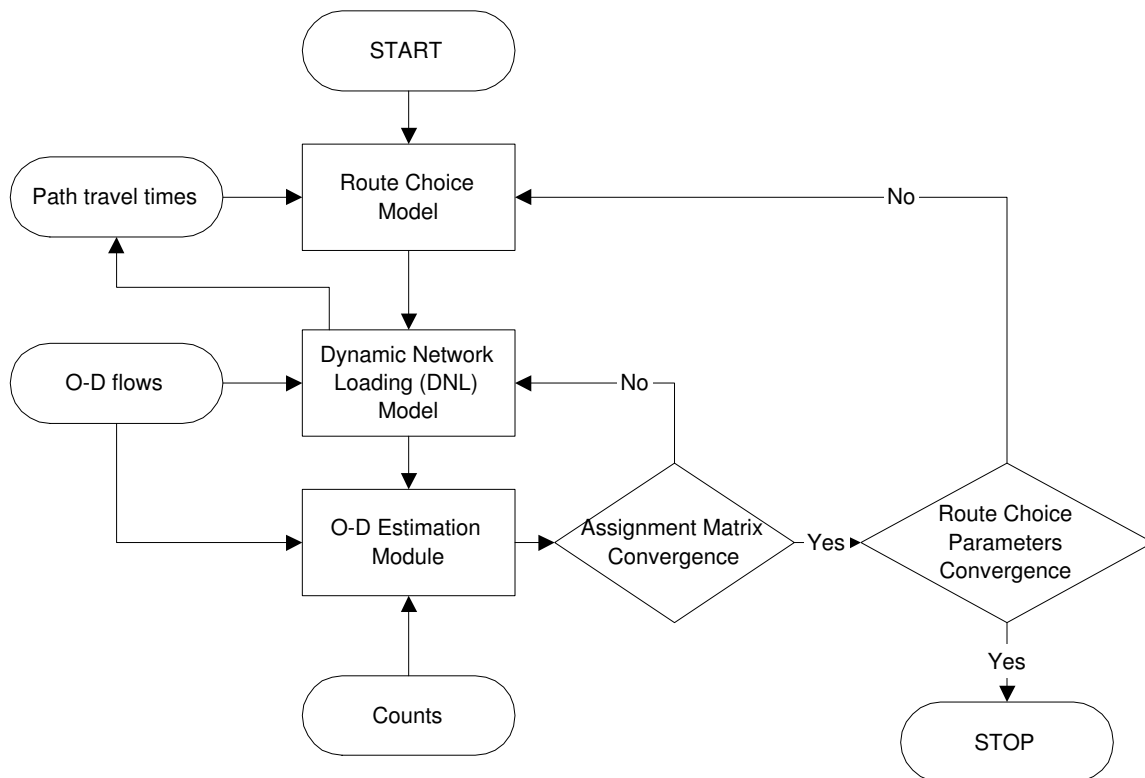 START
Path travel times
Route Choice
Model
No
O-D flows
Dynamic Network
Loading (DNL)
Model
No
O-D Estimation
Module
Assignment Matrix
Convergence
Yes
Route Choice
Parameters
Convergence
Yes
Counts
STOP